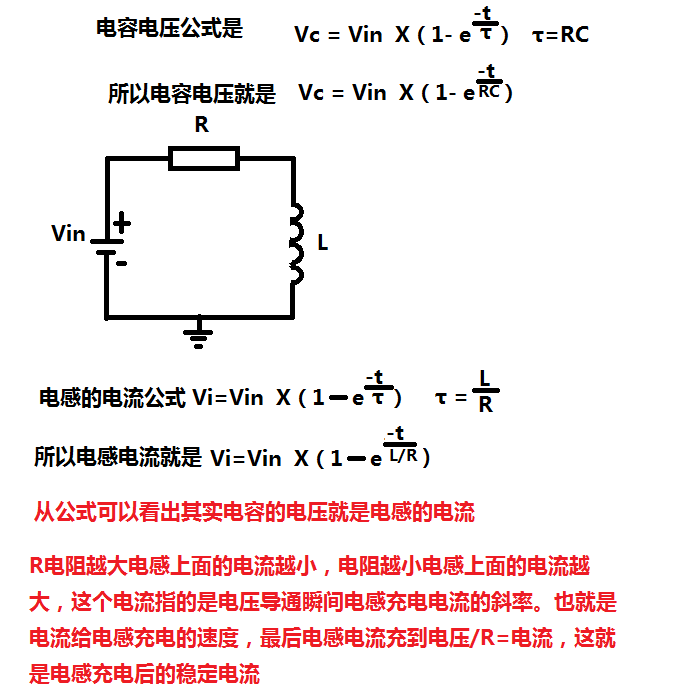 电容电压公式是 Vc = Vin X（1- e^(-t/τ)） τ=RC
所以电容电压就是 Vc = Vin X（1- e^(-t/RC)）
R
Vin
+
-
L
电感的电流公式 Vi=Vin X（1－e^(-t/τ)） τ = L/R
所以电感电流就是 Vi=Vin X（1－e^(-t/L/R)）
从公式可以看出其实电容的电压就是电感的电流
R电阻越大电感上面的电流越小，电阻越小电感上面的电流越
大，这个电流指的是电压导通瞬间电感充电电流的斜率。也就是
电流给电感充电的速度，最后电感电流充到电压/R=电流，这就
是电感充电后的稳定电流